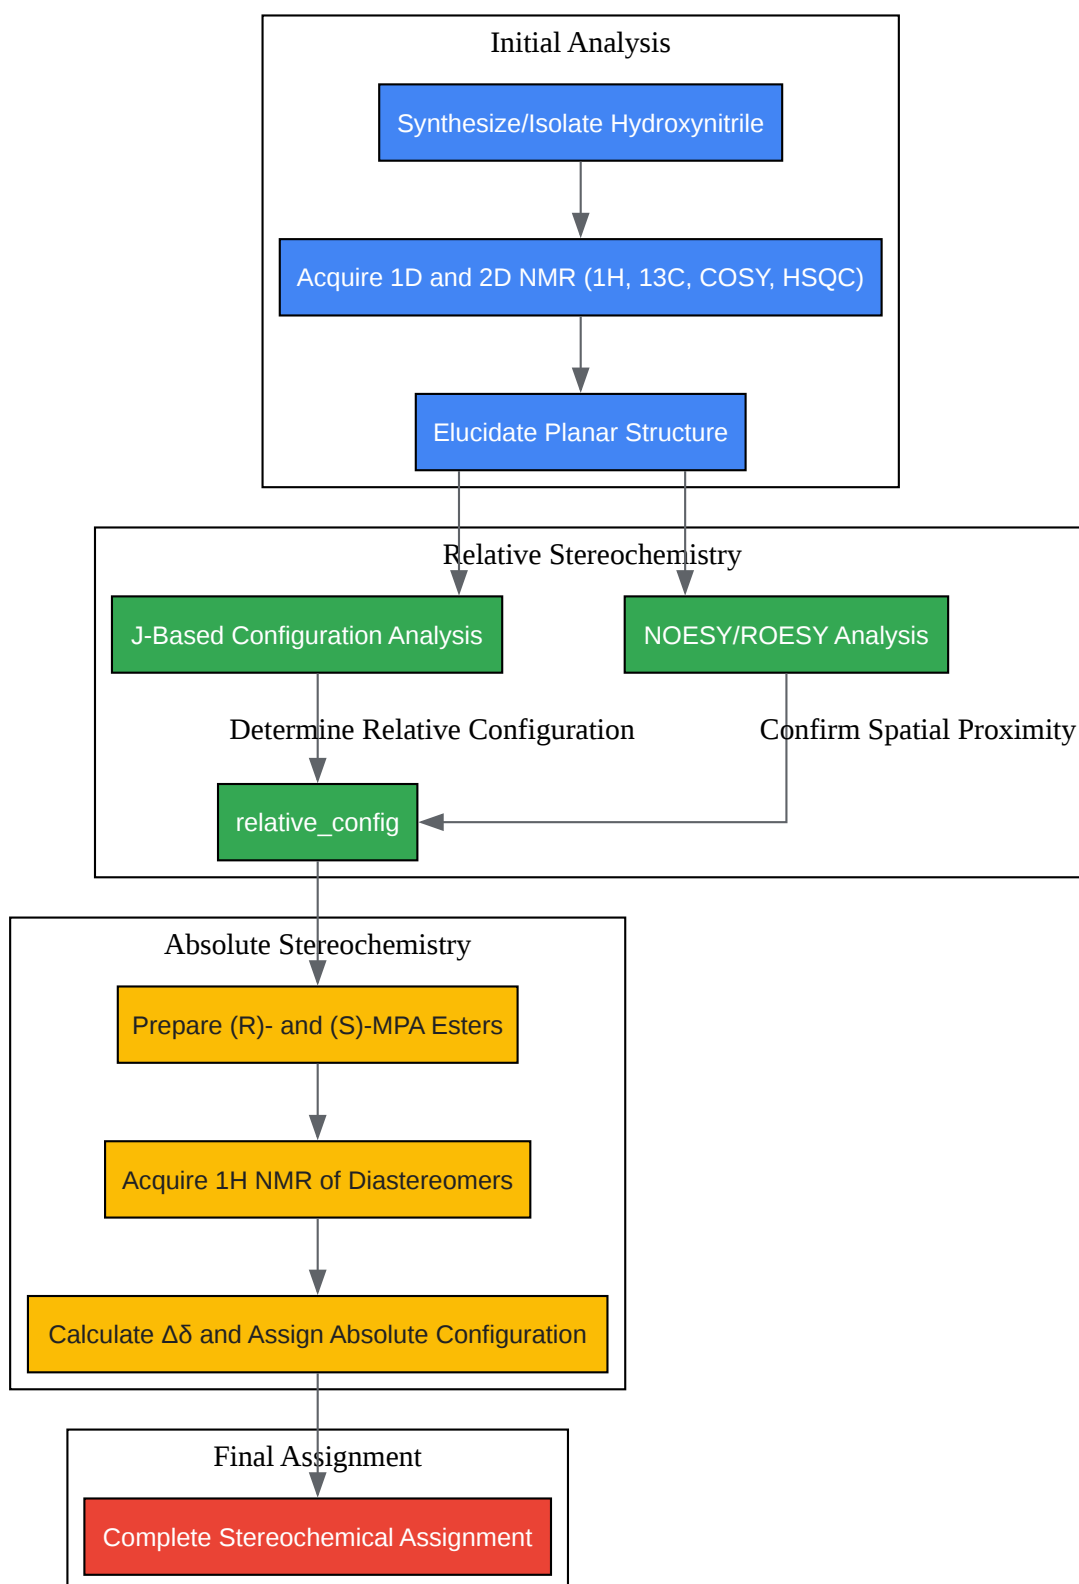 Initial Analysis
Synthesize/Isolate Hydroxynitrile
Acquire 1D and 2D NMR (1H, 13C, COSY, HSQC)
Elucidate Planar Structure
Relative Stereochemistry
J-Based Configuration Analysis
NOESY/ROESY Analysis
Determine Relative Configuration
Confirm Spatial Proximity
relative_config
Absolute Stereochemistry
Prepare (R)- and (S)-MPA Esters
Acquire 1H NMR of Diastereomers
Calculate Δδ and Assign Absolute Configuration
Final Assignment
Complete Stereochemical Assignment